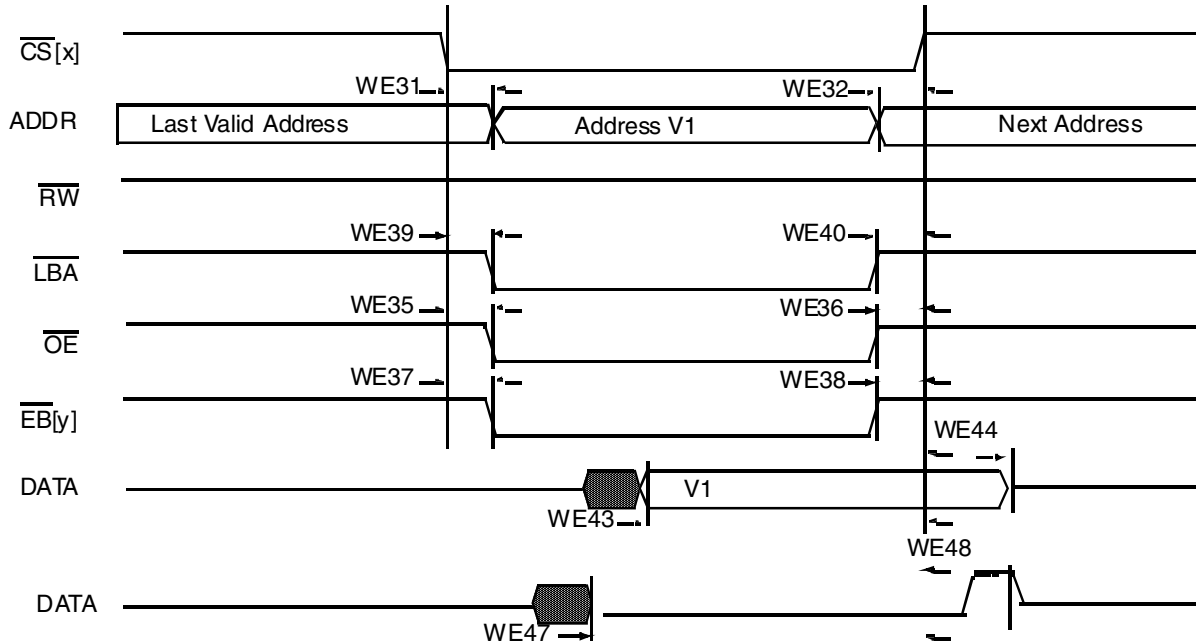 CS[x]
WE31
WE32
ADDR
Last Valid Address
Address V1
Next Address
RW
WE39
WE40
LBA
WE35
WE36
OE
WE37
WE38
EB[y]
WE44
DATA
V1
WE43
WE48
DATA
WE47